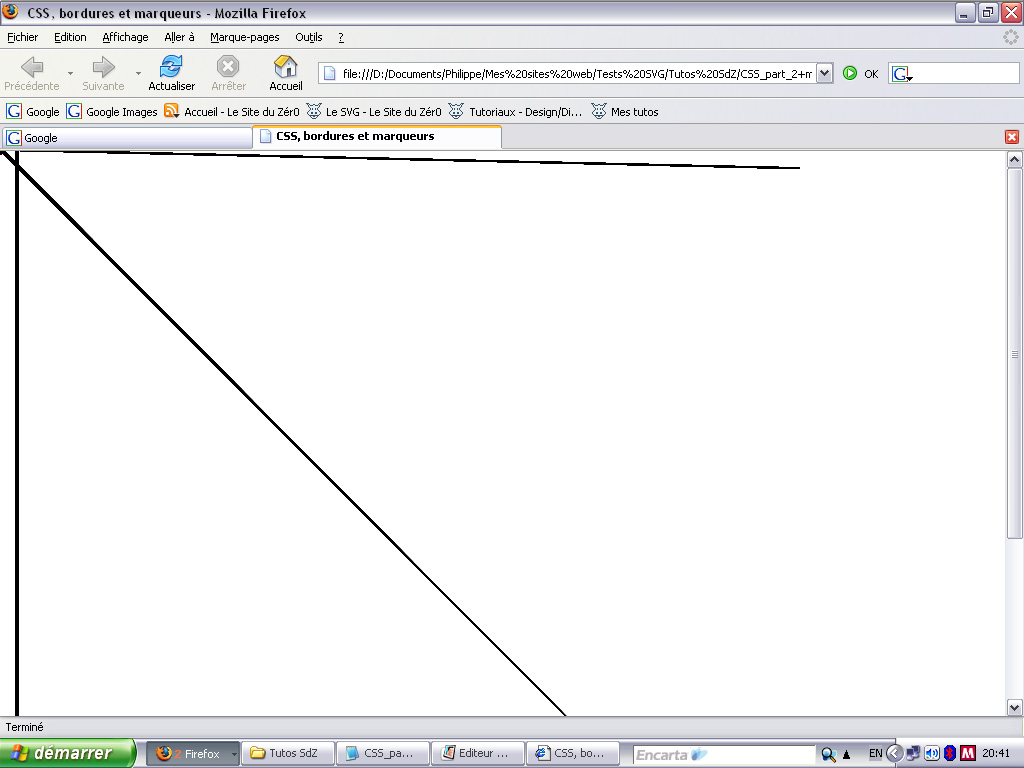 CSS, bordures et marqueurs - Mozilla Firefox
Fichier Edition Affichage Aller à Marque-pages Outils ?
Précédente Suivante Actualiser Arrêter Accueil file:///D:/Documents/Philippe/Mes%20sites%20web/Tests%20SVG/Tutos%20SdZ/CSS_part_2+m OK G
G Google G Google Images Accueil - Le Site du Zér0 Le SVG - Le Site du Zér0 Tutoriaux - Design/Di... Mes tutos
G Google CSS, bordures et marqueurs
Terminé
démarrer ? Firefox Tutos SdZ CSS_pa... Editeur ... CSS, bo... Encarta EN M 20:41